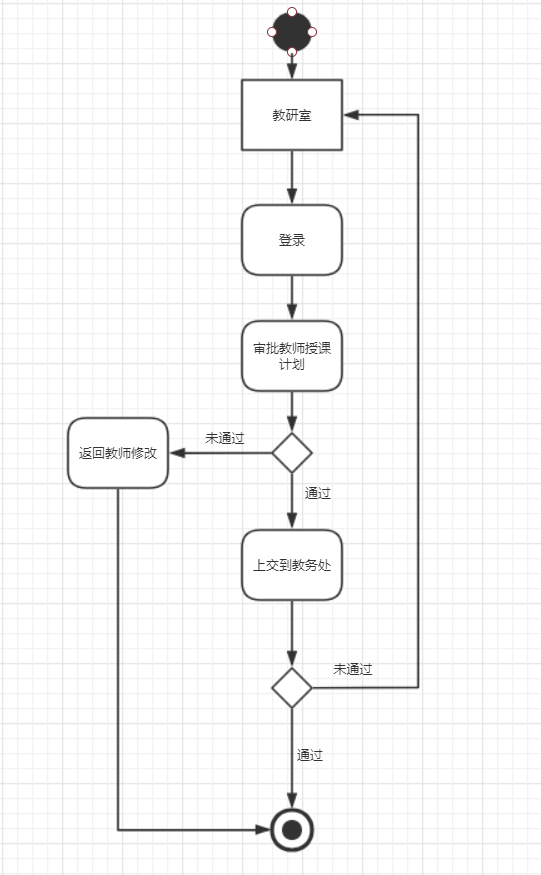 教研室
登录
审批教师授课
计划
未通过
返回教师修改
通过
上交到教务处
未通过
通过